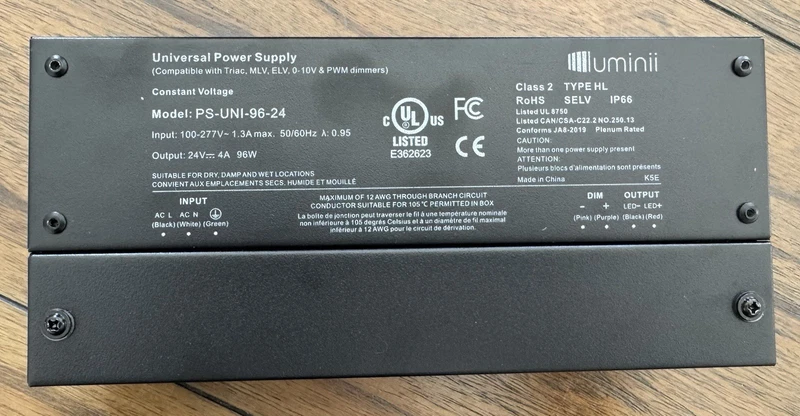 Universal Power Supply
(Compatible with Triac, MLV, ELV, 0-10V & PWM dimmers)
Constant Voltage
Model: PS-UNI-96-24
Input: 100-277V~ 1.3A max. 50/60Hz λ: 0.95
Output: 24V⎓ 4A 96W
SUITABLE FOR DRY, DAMP AND WET LOCATIONS
CONVIENT AUX EMPLACEMENTS SECS, HUMIDE ET MOUILLÉ
C UL US
LISTED
E362623
FC
CE
luminii
Class 2 TYPE HL
RoHS SELV IP66
Listed UL 8750
Listed CAN/CSA-C22.2 NO.250.13
Conforms JA8-2019 Plenum Rated
CAUTION:
More than one power supply present
ATTENTION:
Plusieurs blocs d'alimentation sont présents
Made in China K5E
INPUT
AC L AC N
(Black) (White) (Green)
MAXIMUM OF 12 AWG THROUGH BRANCH CIRCUIT
CONDUCTOR SUITABLE FOR 105℃ PERMITTED IN BOX
La boîte de jonction peut traverser le fil à une température nominale
non inférieure à 105 degrés Celsius et à un diamètre de fil maximal
inférieur à 12 AWG pour le circuit de dérivation.
DIM OUTPUT
− + LED− LED+
(Pink) (Purple) (Black) (Red)